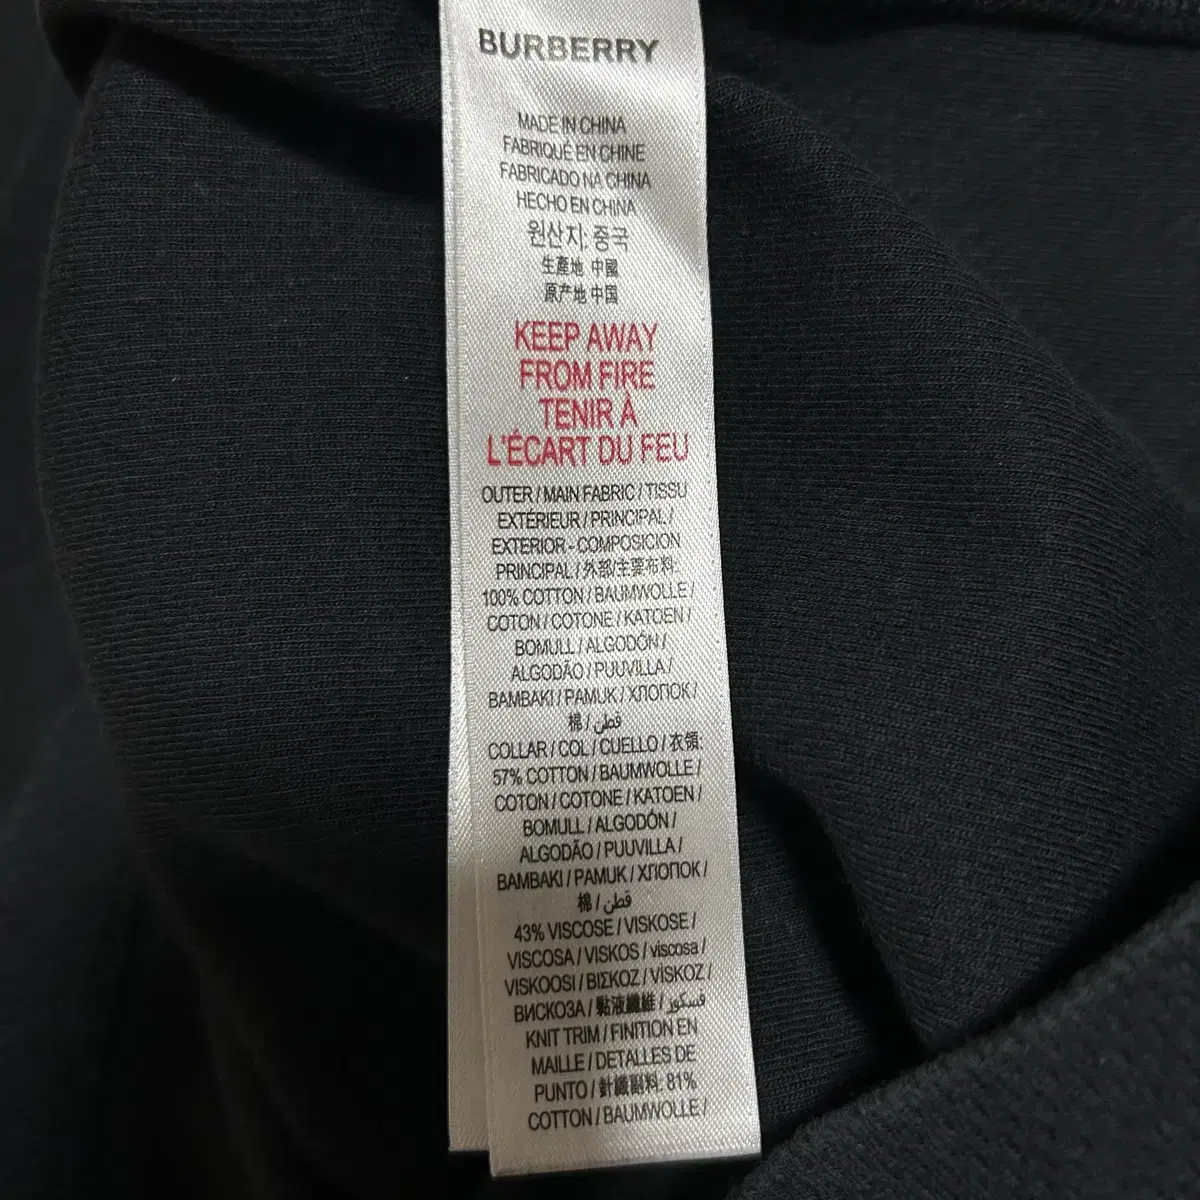 BURBERRY
MADE IN CHINA
FABRIQUÉ EN CHINE
FABRICADO NA CHINA
HECHO EN CHINA
원산지: 중국
生產地 中國
原产地 中国
KEEP AWAY
FROM FIRE
TENIR À
L'ÉCART DU FEU
OUTER / MAIN FABRIC / TISSU
EXTÉRIEUR / PRINCIPAL /
EXTERIOR - COMPOSICION
PRINCIPAL / 外部/主要布料:
100% COTTON / BAUMWOLLE /
COTON / COTONE / KATOEN /
BOMULL / ALGODÓN /
ALGODÃO / PUUVILLA /
BAMBAKI / PAMUK / ХЛОПОК /
棉 / قطن
COLLAR / COL / CUELLO / 衣領:
57% COTTON / BAUMWOLLE /
COTON / COTONE / KATOEN /
BOMULL / ALGODÓN /
ALGODÃO / PUUVILLA /
BAMBAKI / PAMUK / ХЛОПОК /
棉 / قطن
43% VISCOSE / VISKOSE /
VISCOSA / VISKOS / viscosa /
VISKOOSI / ΒΙΣΚΟΖ / VİSKOZ /
ВИСКОЗА / 黏液纖維 / فسكوز
KNIT TRIM / FINITION EN
MAILLE / DETALLES DE
PUNTO / 針織副料: 81%
COTTON / BAUMWOLLE /